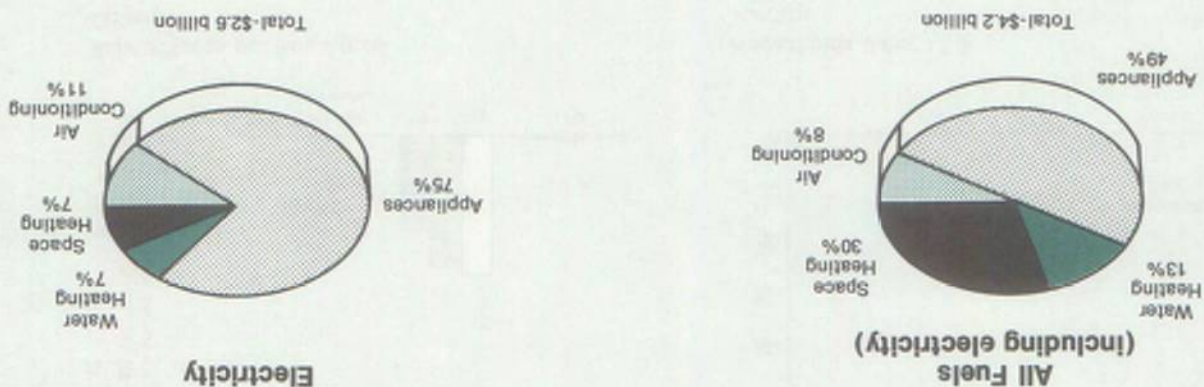 All Fuels
(including electricity)
Water
Heating
13%
Space
Heating
30%
Air
Conditioning
8%
Appliances
49%
Total-$4.2 billion
Electricity
Water
Heating
7%
Space
Heating
7%
Air
Conditioning
11%
Appliances
75%
Total-$2.6 billion